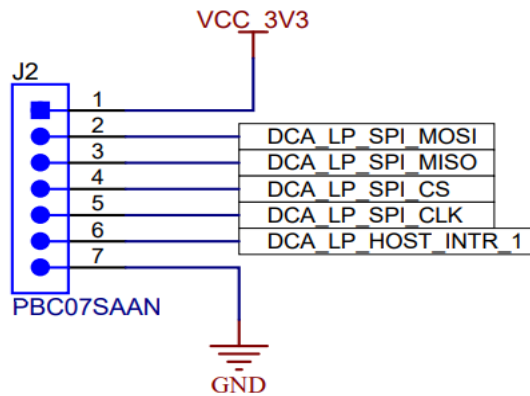 VCC_3V3
J2
1
2
DCA_LP_SPI_MOSI
3
DCA_LP_SPI_MISO
4
DCA_LP_SPI_CS
5
DCA_LP_SPI_CLK
6
DCA_LP_HOST_INTR_1
7
PBC07SAAN
GND